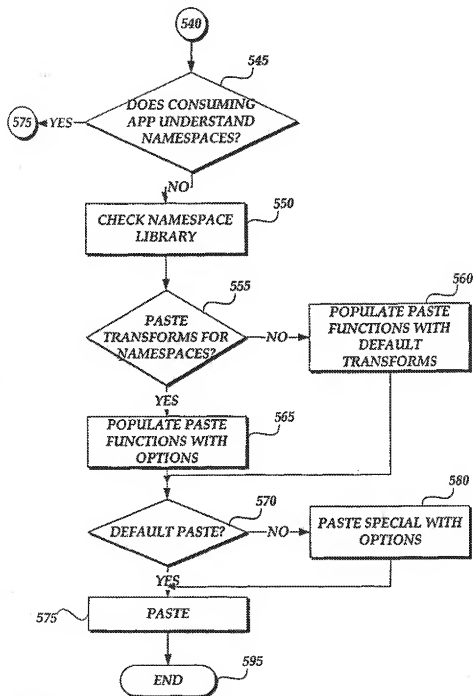 540
545
DOES CONSUMING
APP UNDERSTAND
NAMESPACES?
575
YES
NO
550
CHECK NAMESPACE
LIBRARY
555
PASTE
TRANSFORMS FOR
NAMESPACES?
NO
560
POPULATE PASTE
FUNCTIONS WITH
DEFAULT
TRANSFORMS
YES
565
POPULATE PASTE
FUNCTIONS WITH
OPTIONS
570
DEFAULT PASTE?
NO
580
PASTE SPECIAL WITH
OPTIONS
YES
575
PASTE
END
595